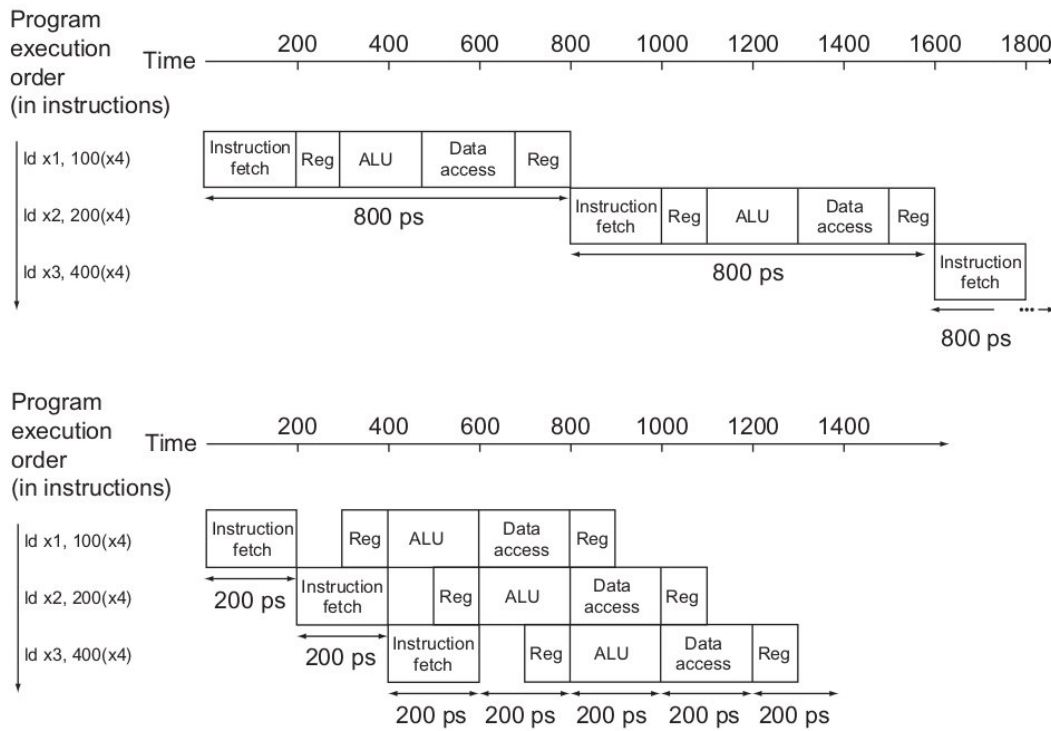 Program
execution
order
(in instructions)
Time
200 400 600 800 1000 1200 1400 1600 1800
ld x1, 100(x4)
Instruction
fetch
Reg
ALU
Data
access
Reg
800 ps
ld x2, 200(x4)
Instruction
fetch
Reg
ALU
Data
access
Reg
800 ps
ld x3, 400(x4)
Instruction
fetch
...
800 ps
Program
execution
order
(in instructions)
Time
200 400 600 800 1000 1200 1400
ld x1, 100(x4)
Instruction
fetch
Reg
ALU
Data
access
Reg
200 ps
ld x2, 200(x4)
Instruction
fetch
Reg
ALU
Data
access
Reg
200 ps
ld x3, 400(x4)
Instruction
fetch
Reg
ALU
Data
access
Reg
200 ps 200 ps 200 ps 200 ps 200 ps